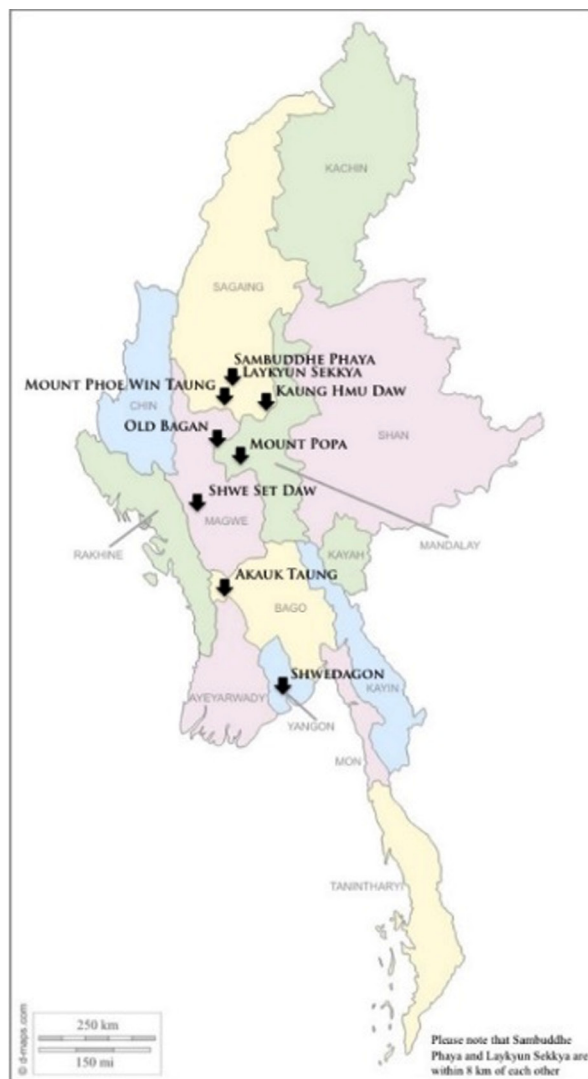 KACHIN
SAGAING
SAMBUDDHE PHAYA
LAYKYUN SEKKYA
MOUNT PHOE WIN TAUNG
KAUNG HMU DAW
CHIN
OLD BAGAN
SHAN
MOUNT POPA
SHWE SET DAW
MAGWE
MANDALAY
RAKHINE
KAYAH
AKAUK TAUNG
BAGO
SHWEDAGON
AYEYARWADY
KAYIN
YANGON
MON
TANINTHARYI
250 km
150 mi
© d-maps.com
Please note that Sambuddhe
Phaya and Laykyun Sekkya are
within 8 km of each other